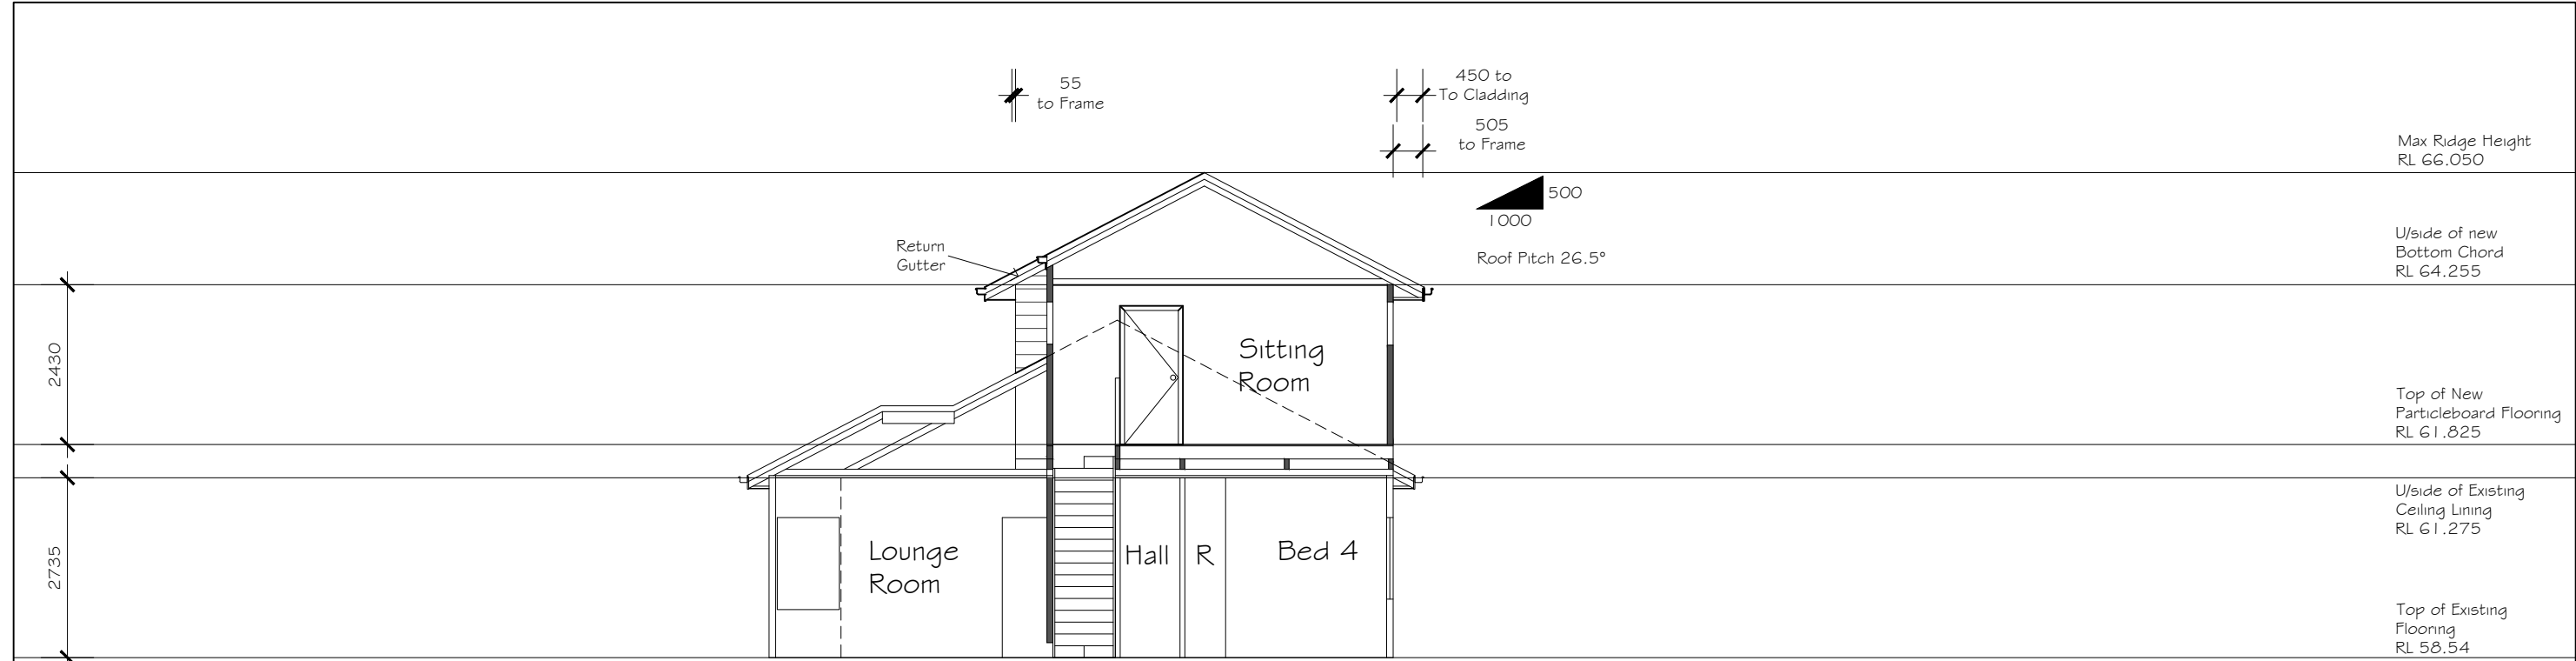 55
to Frame
450 to
To Cladding
505
to Frame
Max Ridge Height
RL 66.050
500
1000
Roof Pitch 26.5°
Return
Gutter
U/side of new
Bottom Chord
RL 64.255
2430
Sitting
Room
Top of New
Particleboard Flooring
RL 61.825
U/side of Existing
Ceiling Lining
RL 61.275
2735
Lounge
Room
Hall
R
Bed 4
Top of Existing
Flooring
RL 58.54